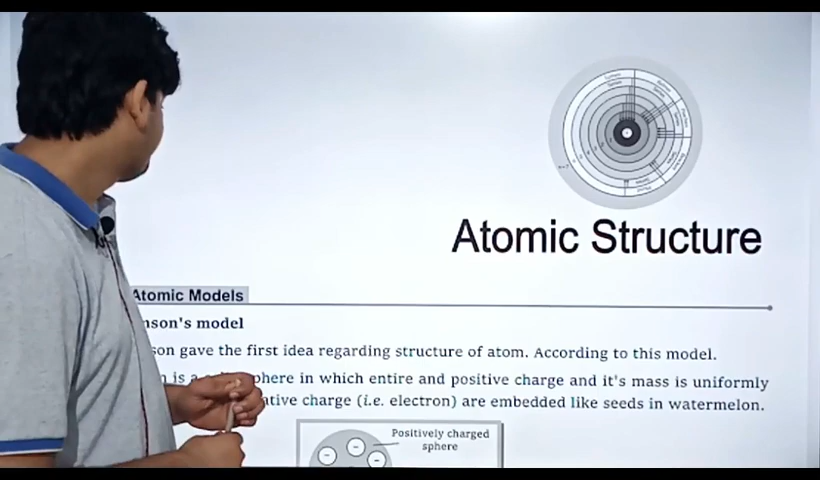 Atomic Structure
Atomic Models
nson's model
son gave the first idea regarding structure of atom. According to this model.
is a phere in which entire and positive charge and it's mass is uniformly
ative charge (i.e. electron) are embedded like seeds in watermelon.
Positively charged
sphere